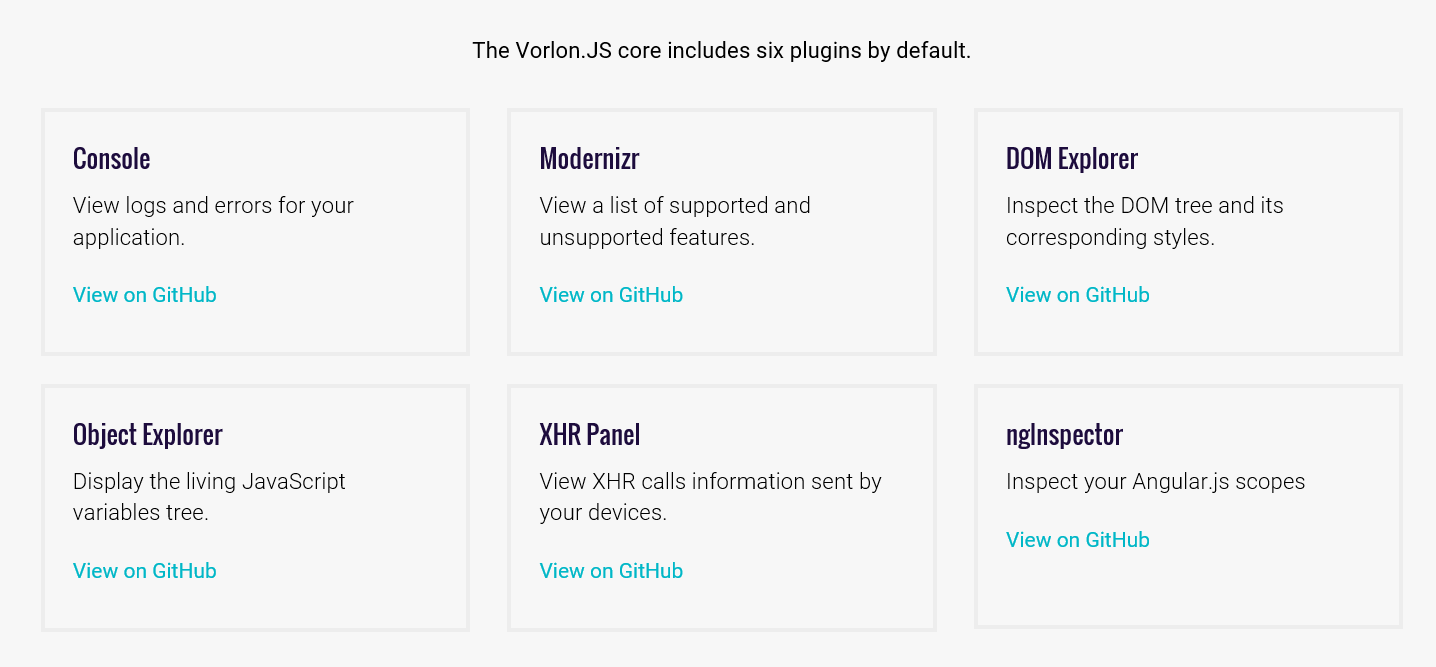 The Vorlon.JS core includes six plugins by default.
Console
View logs and errors for your
application.
View on GitHub
Modernizr
View a list of supported and
unsupported features.
View on GitHub
DOM Explorer
Inspect the DOM tree and its
corresponding styles.
View on GitHub
Object Explorer
Display the living JavaScript
variables tree.
View on GitHub
XHR Panel
View XHR calls information sent by
your devices.
View on GitHub
ngInspector
Inspect your Angular.js scopes
View on GitHub